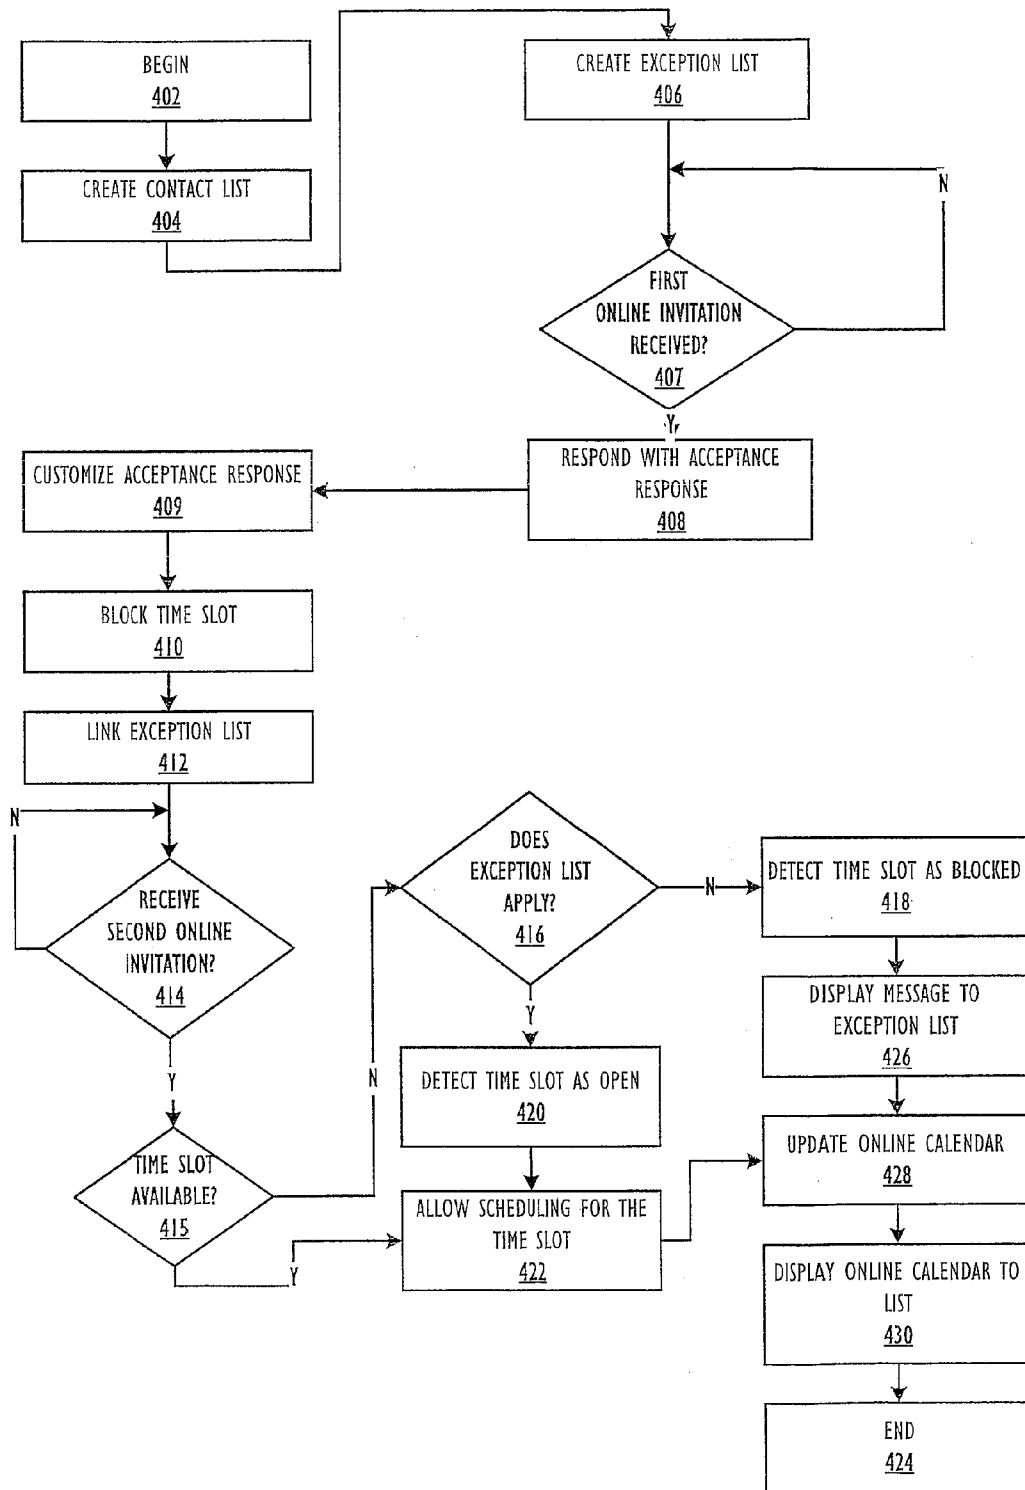 BEGIN
402
CREATE CONTACT LIST
404
CREATE EXCEPTION LIST
406
N
FIRST
ONLINE INVITATION
RECEIVED?
407
Y
RESPOND WITH ACCEPTANCE
RESPONSE
408
CUSTOMIZE ACCEPTANCE RESPONSE
409
BLOCK TIME SLOT
410
LINK EXCEPTION LIST
412
N
RECEIVE
SECOND ONLINE
INVITATION?
414
Y
TIME SLOT
AVAILABLE?
415
N
Y
DOES
EXCEPTION LIST
APPLY?
416
N
Y
DETECT TIME SLOT AS OPEN
420
ALLOW SCHEDULING FOR THE
TIME SLOT
422
DETECT TIME SLOT AS BLOCKED
418
DISPLAY MESSAGE TO
EXCEPTION LIST
426
UPDATE ONLINE CALENDAR
428
DISPLAY ONLINE CALENDAR TO
LIST
430
END
424